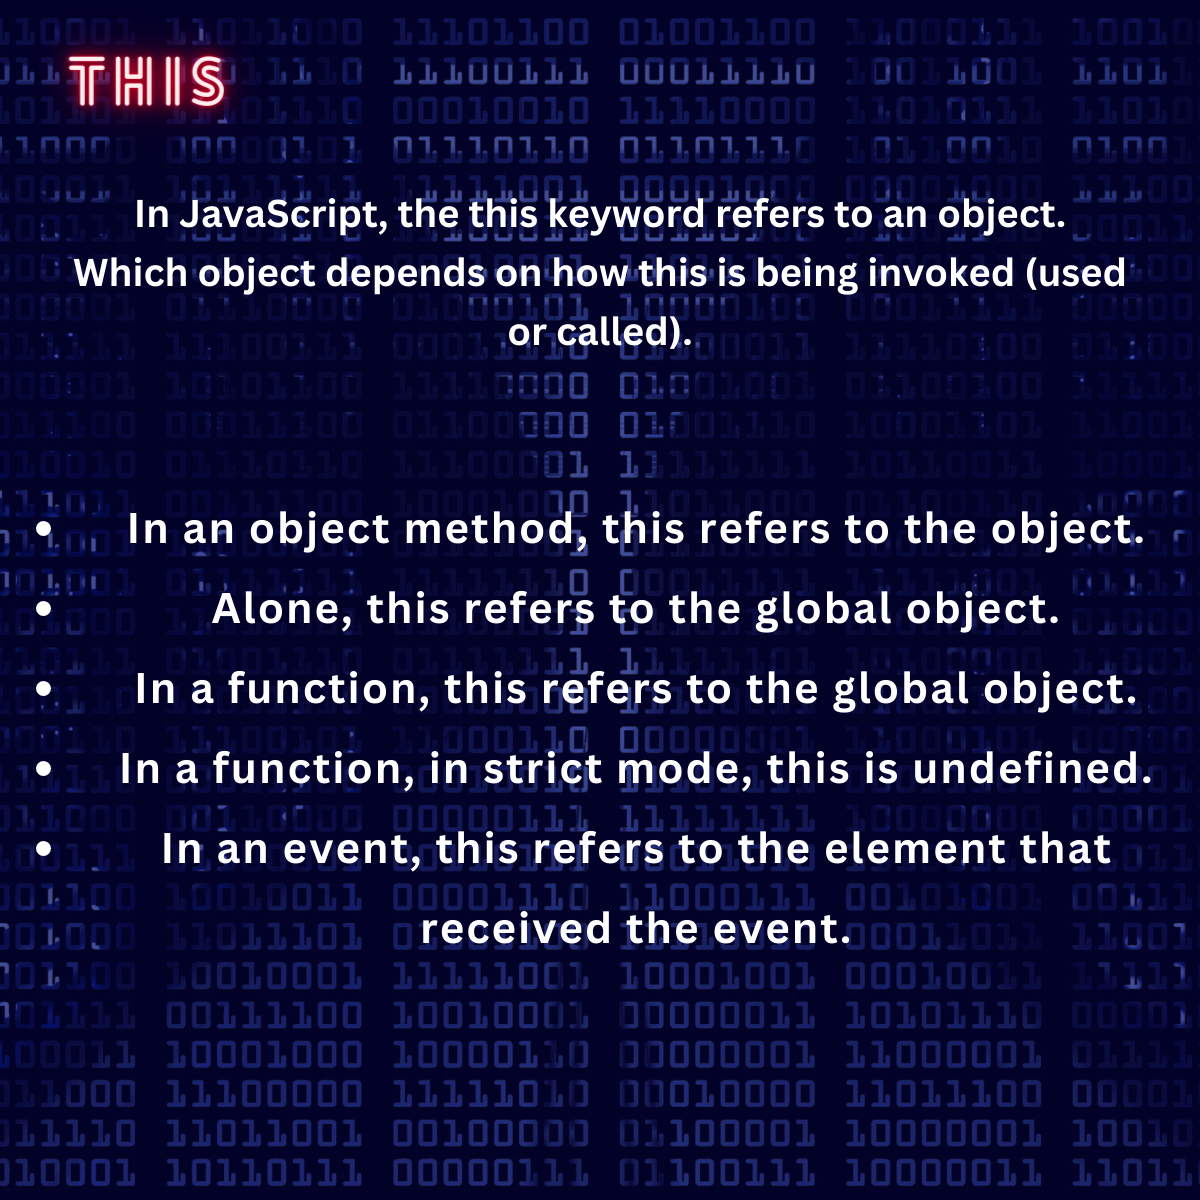 THIS
In JavaScript, the this keyword refers to an object.
Which object depends on how this is being invoked (used
or called).
• In an object method, this refers to the object.
• Alone, this refers to the global object.
• In a function, this refers to the global object.
• In a function, in strict mode, this is undefined.
• In an event, this refers to the element that
received the event.